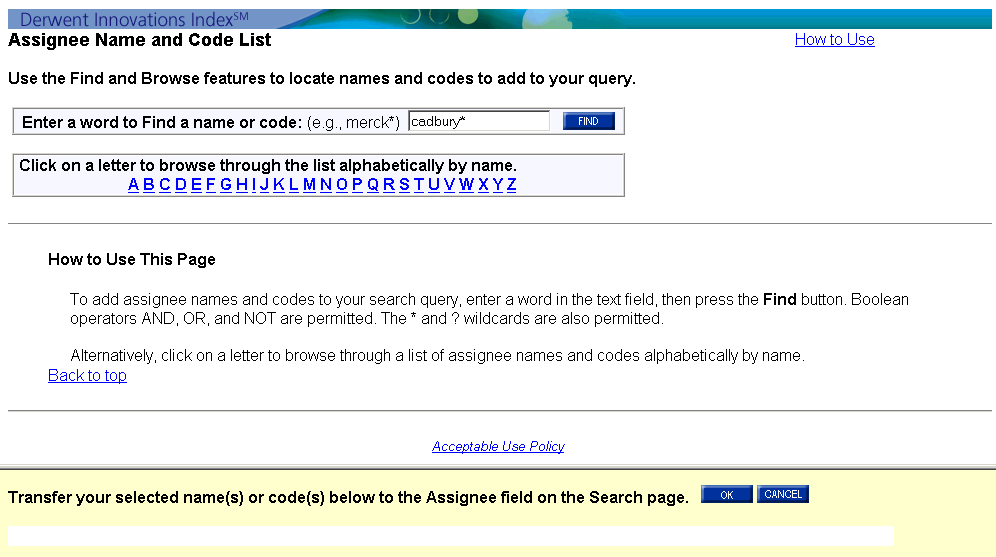 Derwent Innovations Index℠
Assignee Name and Code List
How to Use
Use the Find and Browse features to locate names and codes to add to your query.
Enter a word to Find a name or code: (e.g., merck*) cadbury* FIND
Click on a letter to browse through the list alphabetically by name.
A B C D E F G H I J K L M N O P Q R S T U V W X Y Z
How to Use This Page
To add assignee names and codes to your search query, enter a word in the text field, then press the Find button. Boolean
operators AND, OR, and NOT are permitted. The * and ? wildcards are also permitted.
Alternatively, click on a letter to browse through a list of assignee names and codes alphabetically by name.
Back to top
Acceptable Use Policy
Transfer your selected name(s) or code(s) below to the Assignee field on the Search page. OK CANCEL